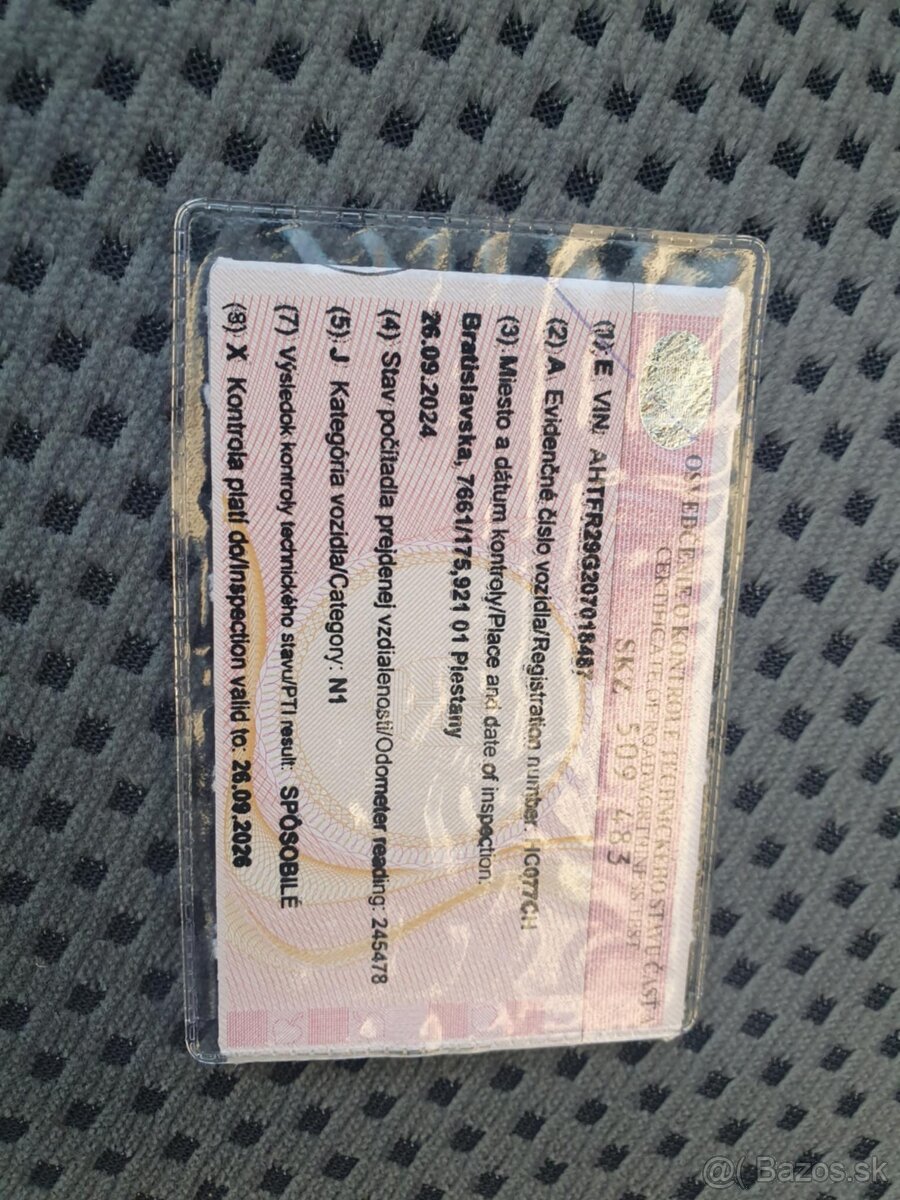 OSVEDČENIE O KONTROLE TECHNICKÉHO STAVU ČASŤ
CERTIFICATE OF ROADWORTHINESS TEST
SK2 509 483
(1) E VIN: AHTFR29G207018487
(2) A Evidenčné číslo vozidla/Registration number: HC077CH
(3) Miesto a dátum kontroly/Place and date of inspection:
Bratislavska, 7661/175,921 01 Piestany
26.09.2024
(4) Stav počítadla prejdenej vzdialenosti/Odometer reading: 245478
(5) J Kategória vozidla/Category: N1
(7) Výsledok kontroly technického stavu/PTI result: SPÔSOBILÉ
(8) X Kontrola platí do/Inspection valid to: 26.09.2026
@( Bazos.sk